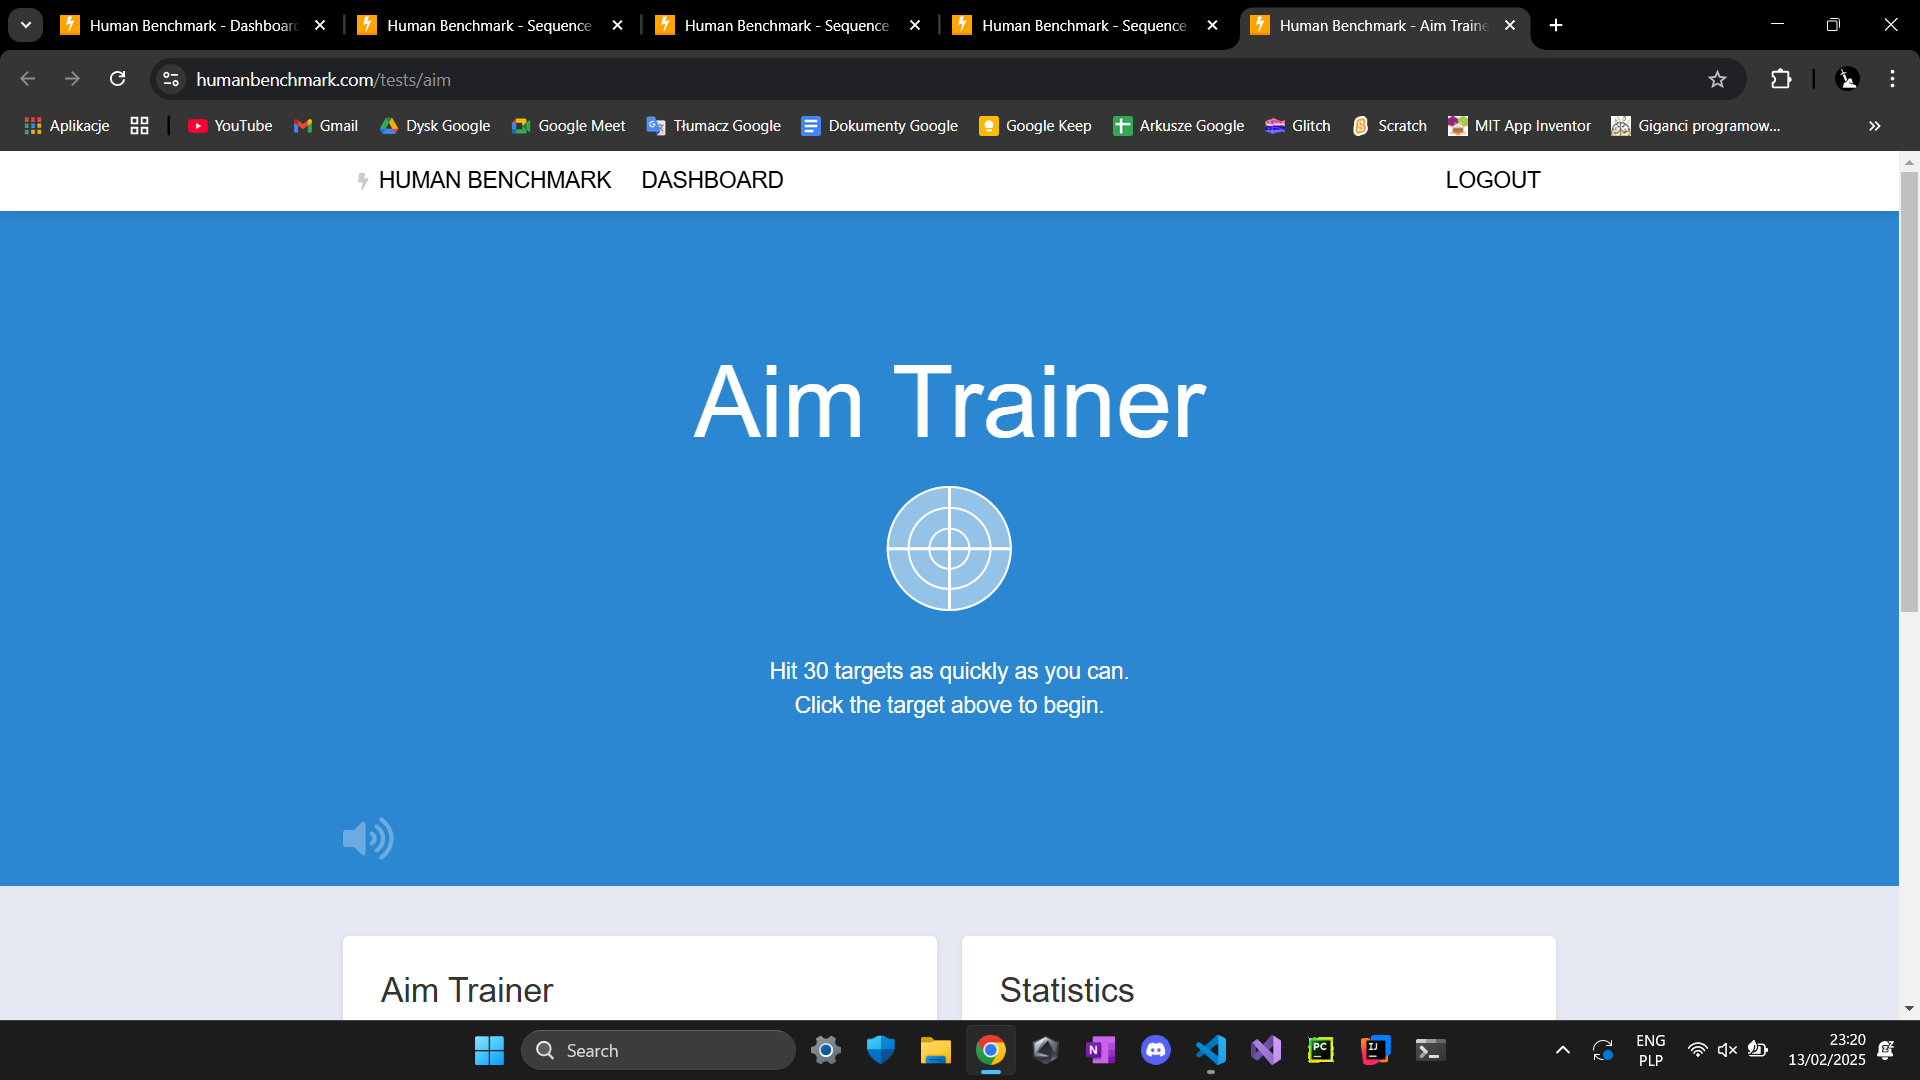 Human Benchmark - Dashboard
Human Benchmark - Sequence
Human Benchmark - Sequence
Human Benchmark - Sequence
Human Benchmark - Aim Traine
humanbenchmark.com/tests/aim
Aplikacje
YouTube
Gmail
Dysk Google
Google Meet
Tłumacz Google
Dokumenty Google
Google Keep
Arkusze Google
Glitch
Scratch
MIT App Inventor
Giganci programow...
HUMAN BENCHMARK
DASHBOARD
LOGOUT
Aim Trainer
Hit 30 targets as quickly as you can.
Click the target above to begin.
Aim Trainer
Statistics
Search
ENG
PLP
23:20
13/02/2025